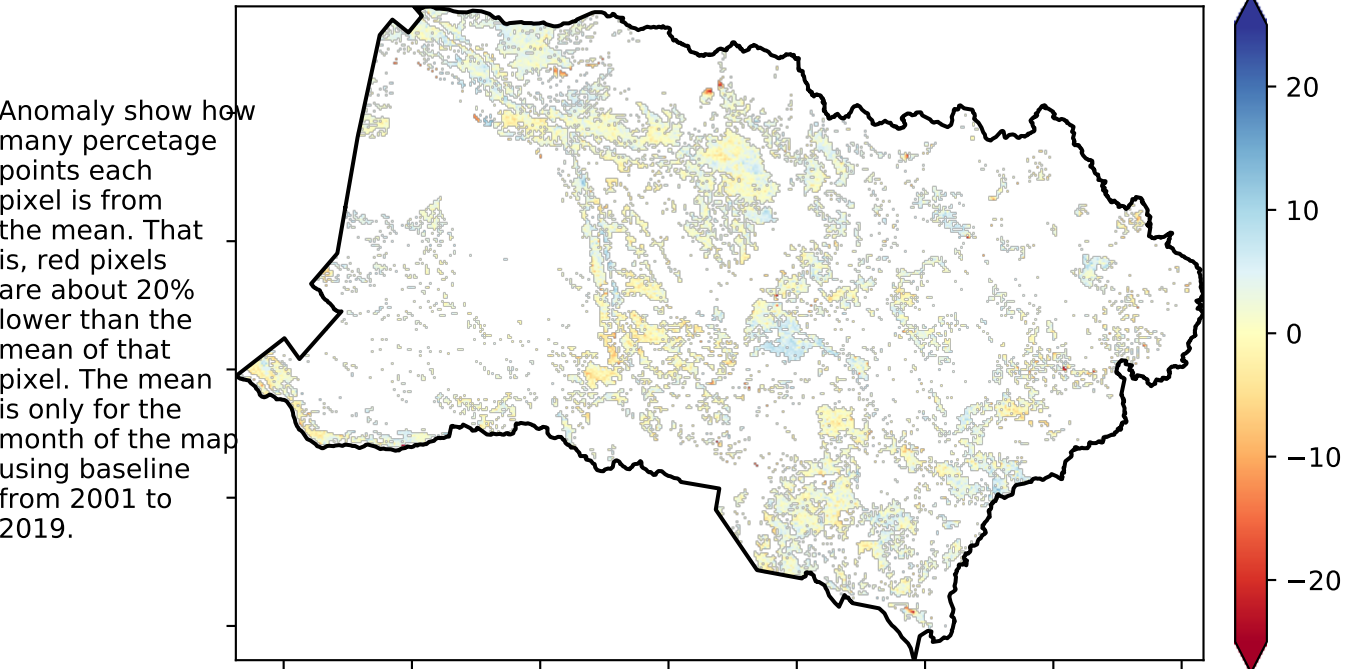 Anomaly show how
many percetage
points each
pixel is from
the mean. That
is, red pixels
are about 20%
lower than the
mean of that
pixel. The mean
is only for the
month of the map
using baseline
from 2001 to
2019.
20
10
0
−10
−20